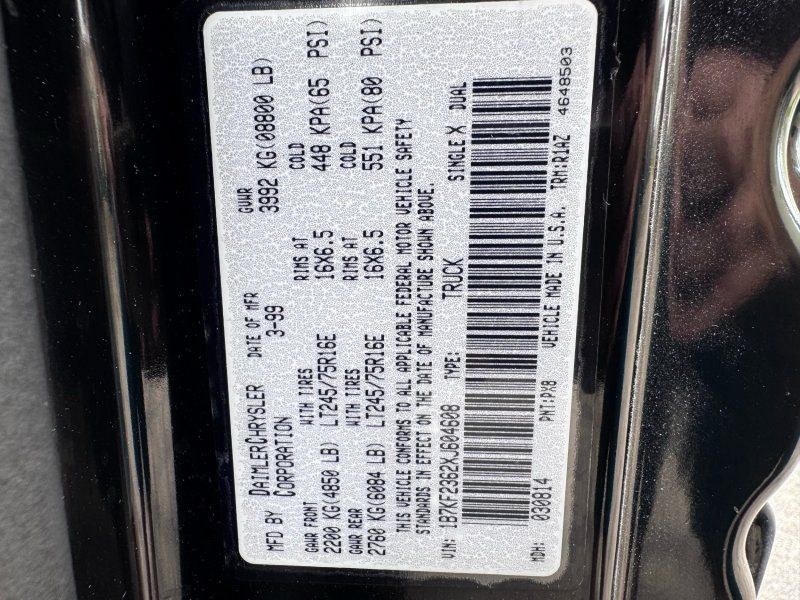 MFD BY DAIMLERCHRYSLER CORPORATION DATE OF MFR 3-99 GVWR 3992 KG(08800 LB)
GAWR FRONT WITH TIRES RIMS AT COLD
2200 KG(4850 LB) LT245/75R16E 16X6.5 448 KPA(65 PSI)
GAWR REAR WITH TIRES RIMS AT COLD
2760 KG(6084 LB) LT245/75R16E 16X6.5 551 KPA(80 PSI)
THIS VEHICLE CONFORMS TO ALL APPLICABLE FEDERAL MOTOR VEHICLE SAFETY
STANDARDS IN EFFECT ON THE DATE OF MANUFACTURE SHOWN ABOVE.
VIN: 1B7KF2362XJ604608 TYPE: TRUCK SINGLE X DUAL
MDH: 030814 PNT:PX8 VEHICLE MADE IN U.S.A. TRM:R1AZ 4648503